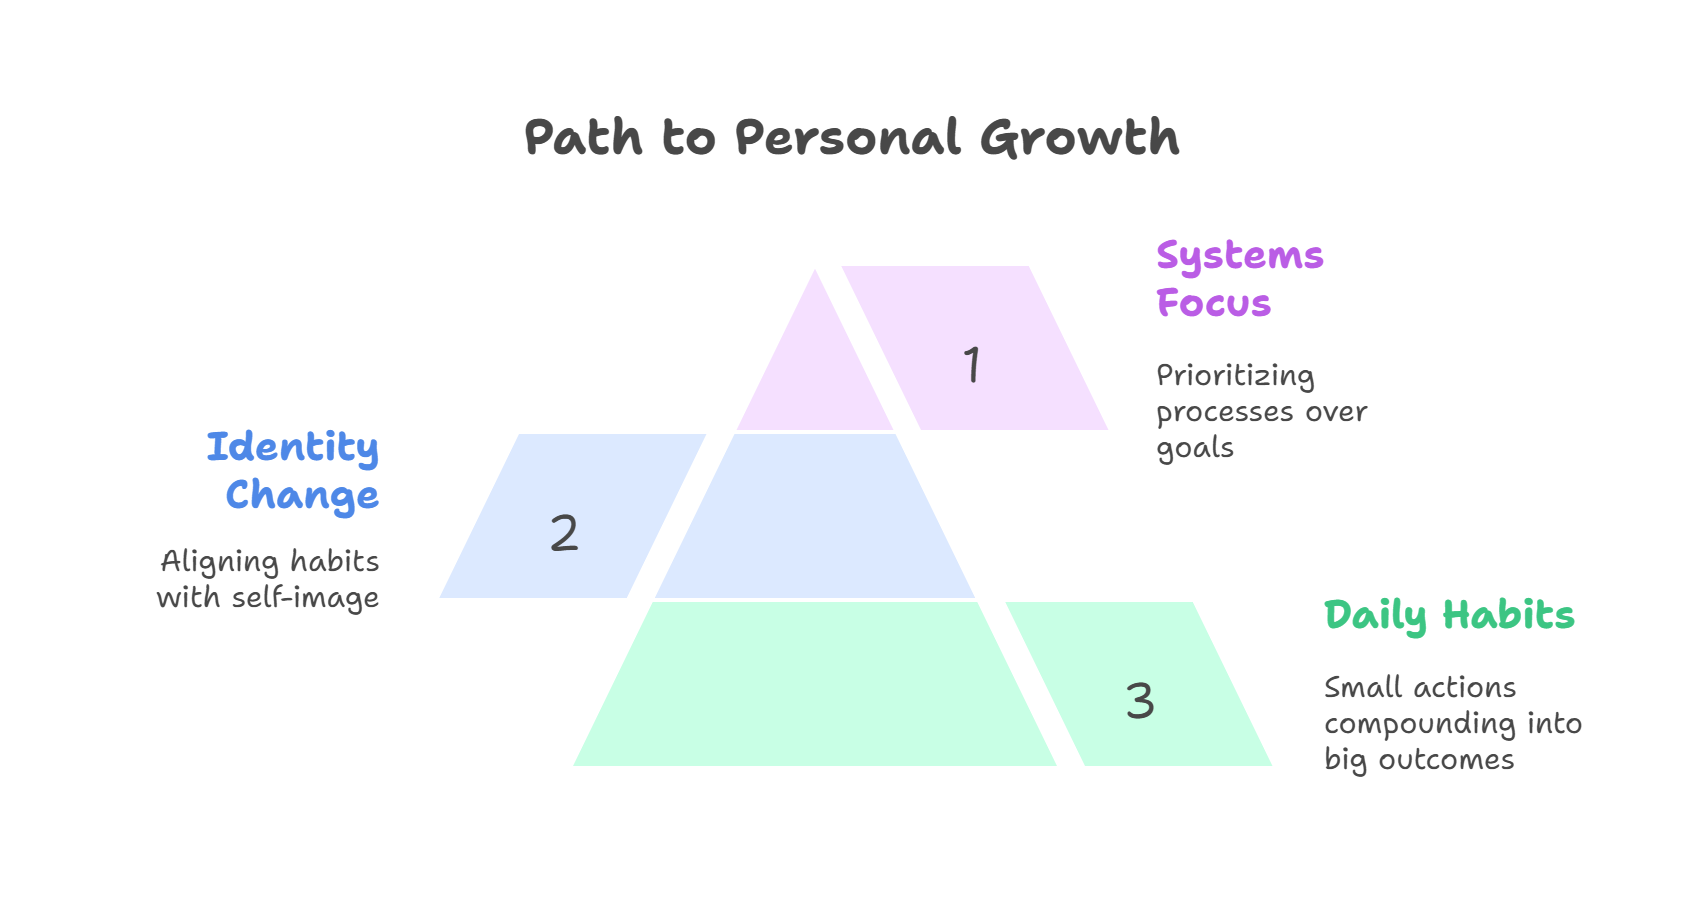 Path to Personal Growth
Systems
Focus
1
Prioritizing
processes over
goals
Identity
Change
2
Aligning habits
with self-image
Daily Habits
3
Small actions
compounding into
big outcomes